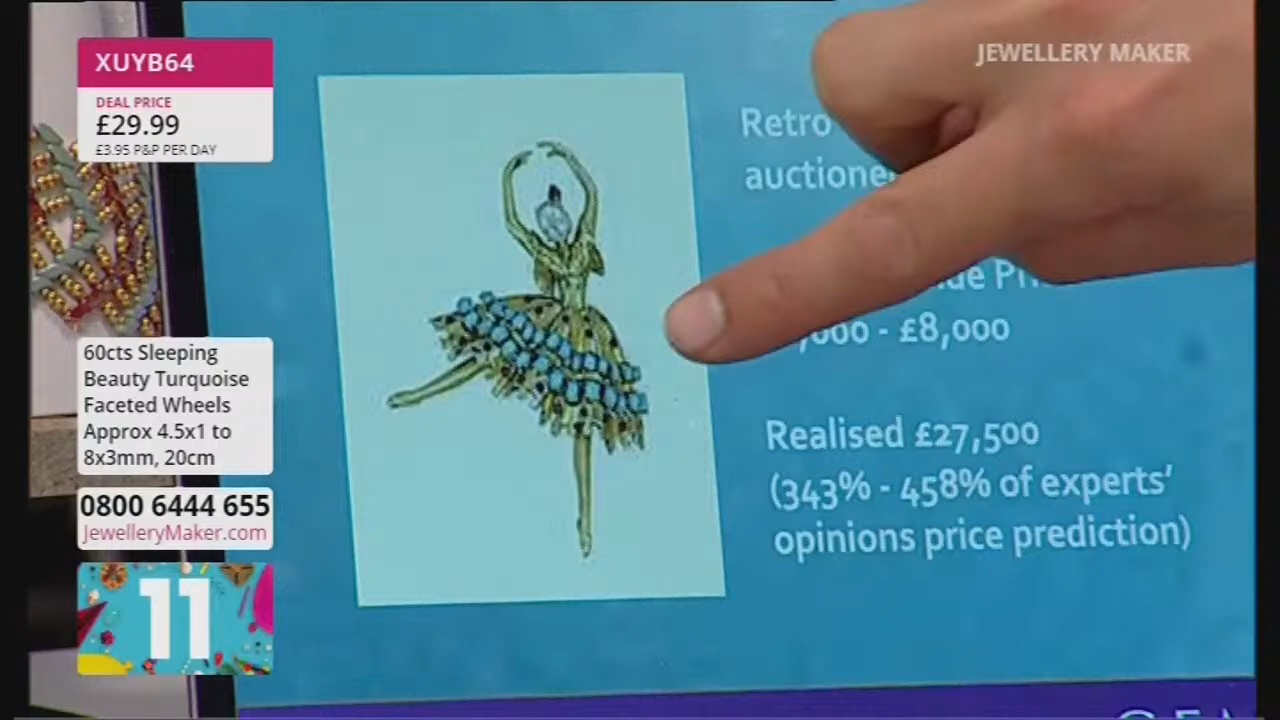 XUYB64
DEAL PRICE
£29.99
£3.95 P&P PER DAY
JEWELLERY MAKER
Retro
,000 - £8,000
Realised £27,500
(343% - 458% of experts'
opinions price prediction)
60cts Sleeping
Beauty Turquoise
Faceted Wheels
Approx 4.5x1 to
8x3mm, 20cm
0800 6444 655
JewelleryMaker.com
11